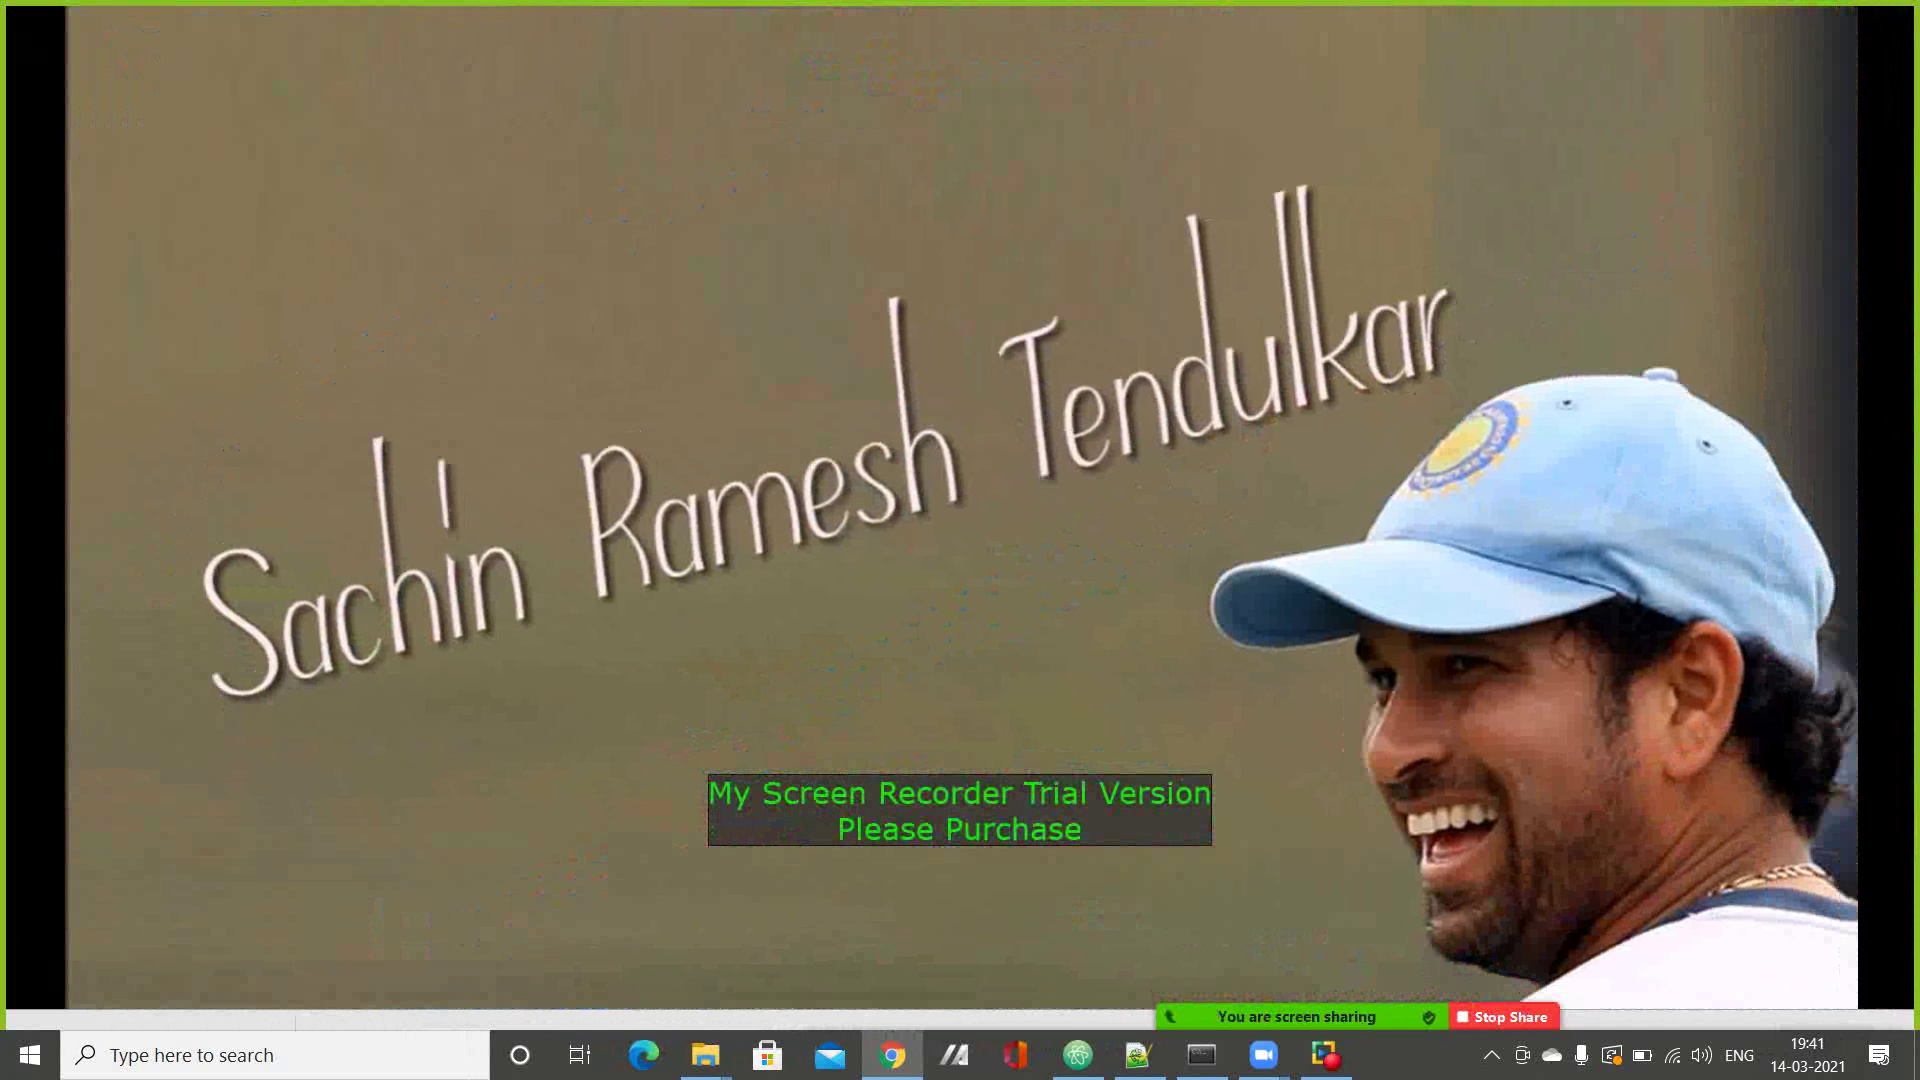 Sachin Ramesh Tendulkar
My Screen Recorder Trial Version
Please Purchase
You are screen sharing
Stop Share
Type here to search
ENG
19:41
14-03-2021